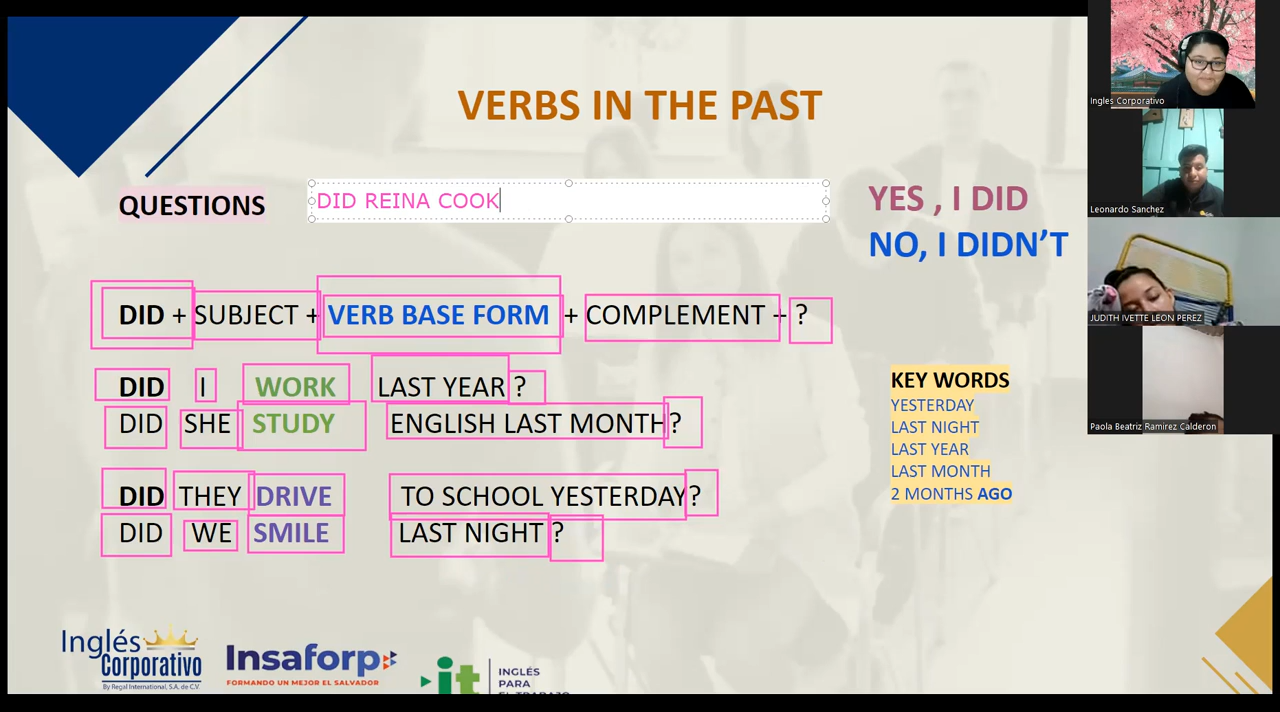 VERBS IN THE PAST
QUESTIONS
DID REINA COOK
YES , I DID
NO, I DIDN'T
DID + SUBJECT + VERB BASE FORM + COMPLEMENT + ?
DID I WORK LAST YEAR ?
DID SHE STUDY ENGLISH LAST MONTH ?
DID THEY DRIVE TO SCHOOL YESTERDAY ?
DID WE SMILE LAST NIGHT ?
KEY WORDS
YESTERDAY
LAST NIGHT
LAST YEAR
LAST MONTH
2 MONTHS AGO
Inglés
Corporativo
By Regal International, S.A. de C.V.
Insaforp
FORMANDO UN MEJOR EL SALVADOR
it
INGLÉS
PARA
EL TRABAJO
Ingles Corporativo
Leonardo Sanchez
JUDITH IVETTE LEON PEREZ
Paola Beatriz Ramirez Calderon